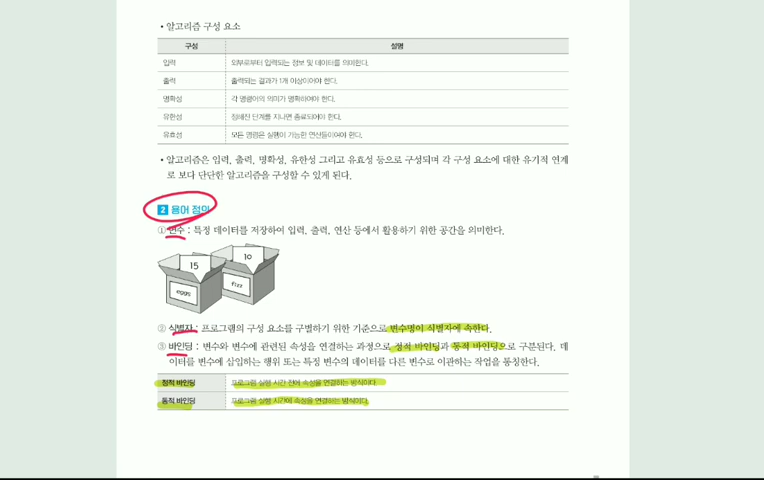 • 알고리즘 구성 요소
구성 설명
입력 외부로부터 입력되는 정보 및 데이터를 의미한다.
출력 출력되는 결과가 1개 이상이어야 한다.
명확성 각 명령어의 의미가 명확하여야 한다.
유한성 정해진 단계를 지나면 종료되어야 한다.
유효성 모든 명령은 실행이 가능한 연산들이어야 한다.
• 알고리즘은 입력, 출력, 명확성, 유한성 그리고 유효성 등으로 구성되며 각 구성 요소에 대한 유기적 연계
로 보다 단단한 알고리즘을 구성할 수 있게 된다.
2 용어 정의
① 변수 : 특정 데이터를 저장하여 입력, 출력, 연산 등에서 활용하기 위한 공간을 의미한다.
15 10
eggs fizz
② 식별자 : 프로그램의 구성 요소를 구별하기 위한 기준으로 변수명이 식별자에 속한다.
③ 바인딩 : 변수와 변수에 관련된 속성을 연결하는 과정으로 정적 바인딩과 동적 바인딩으로 구분된다. 데
이터를 변수에 삽입하는 행위 또는 특정 변수의 데이터를 다른 변수로 이관하는 작업을 통칭한다.
정적 바인딩 프로그램 실행 시간 전에 속성을 연결하는 방식이다.
동적 바인딩 프로그램 실행 시간에 속성을 연결하는 방식이다.